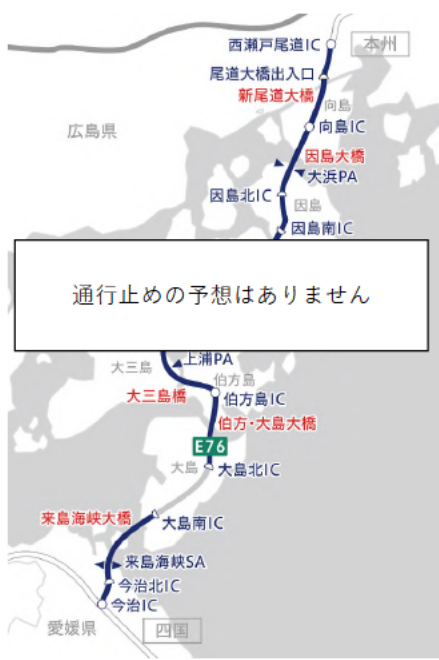 西瀬戸尾道IC
本州
尾道大橋出入口
新尾道大橋
向島
広島県
向島IC
因島大橋
大浜PA
因島北IC
因島
因島南IC
通行止めの予想はありません
上浦PA
大三島
伯方島
大三島橋
伯方島IC
伯方・大島大橋
E76
大島
大島北IC
来島海峡大橋
大島南IC
来島海峡SA
今治北IC
今治IC
愛媛県
四国